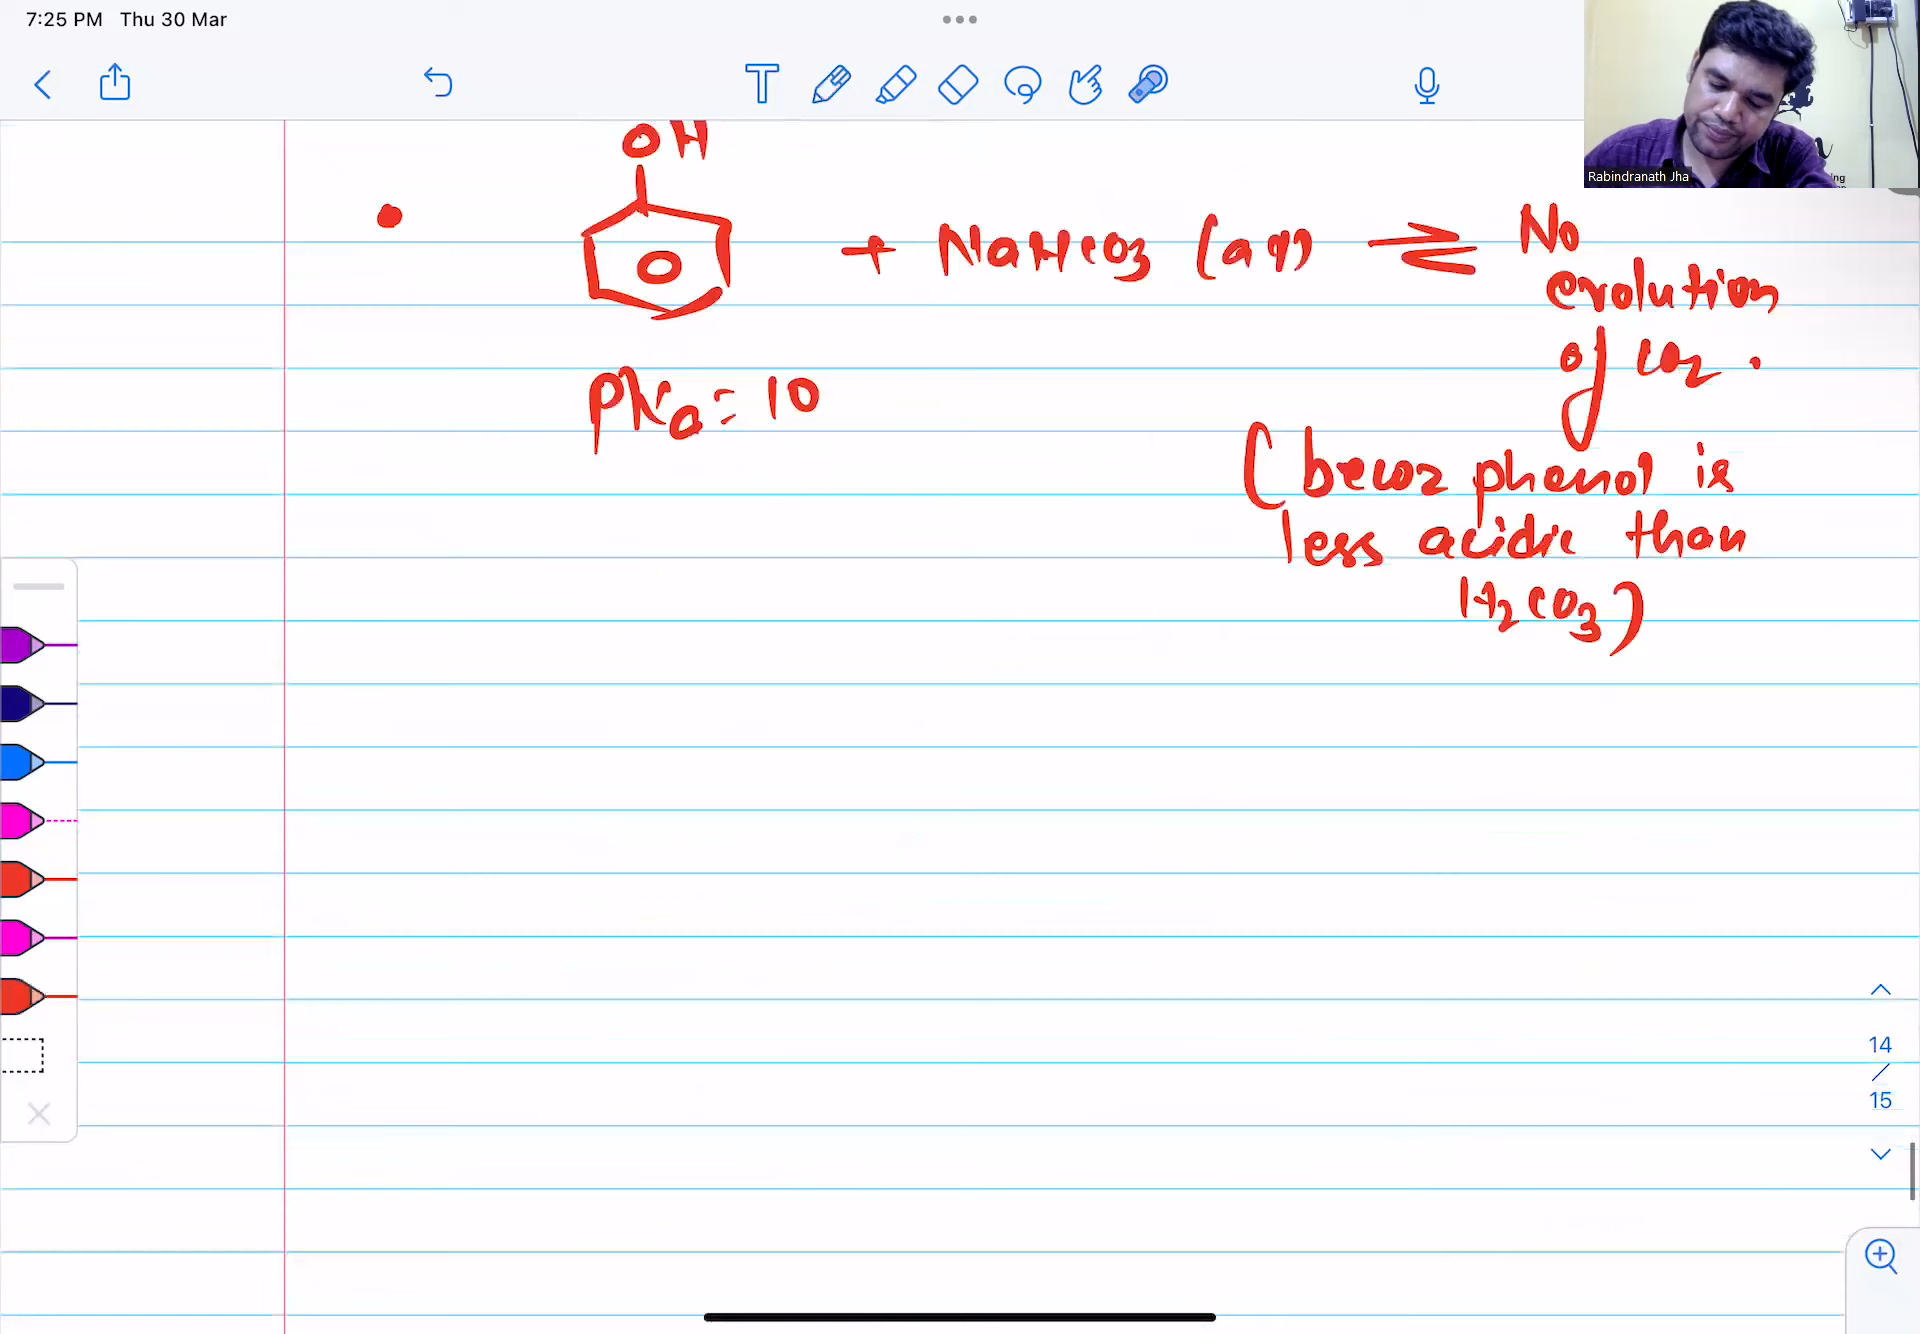 7:25 PM Thu 30 Mar
Rabindranath Jha
OH
+ NaHCO3 (aq) ⇌ No
evolution
of CO2 .
pKa = 10
( becoz phenol is
less acidic than
H2CO3 )
14
/
15